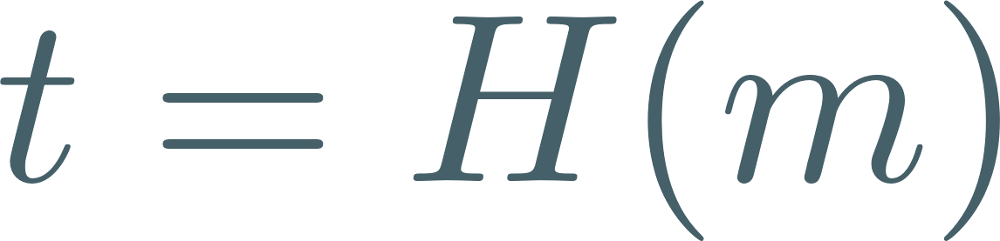 t = H(m)